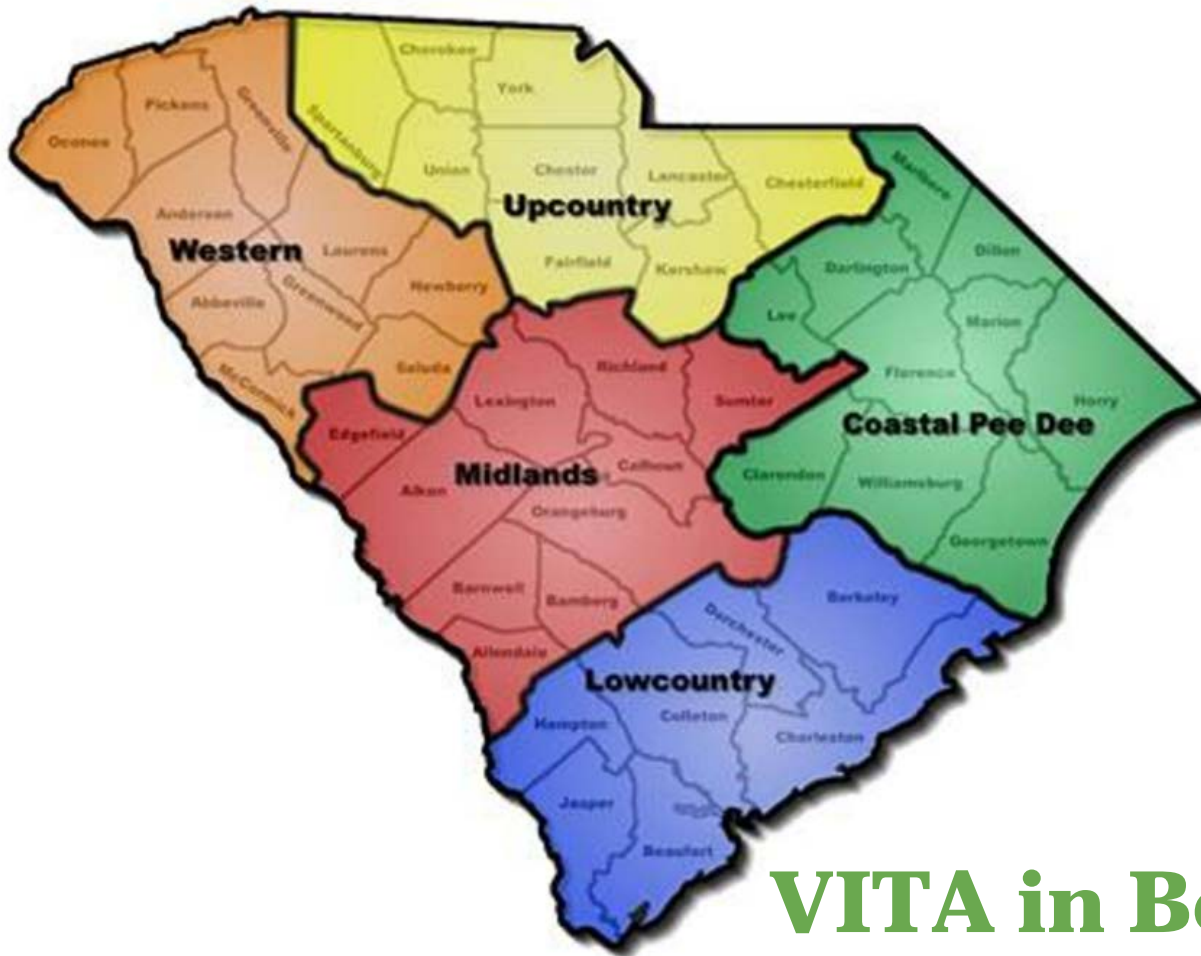 Cherokee
York
Pickens
Greenville
Spartanburg
Oconee
Union
Chester
Lancaster
Chesterfield
Marlboro
Upcountry
Anderson
Western
Laurens
Fairfield
Kershaw
Darlington
Dillon
Abbeville
Greenwood
Newberry
Lee
Marion
McCormick
Saluda
Richland
Florence
Lexington
Sumter
Horry
Edgefield
Coastal Pee Dee
Midlands
Calhoun
Clarendon
Williamsburg
Aiken
Orangeburg
Georgetown
Barnwell
Bamberg
Berkeley
Dorchester
Allendale
Lowcountry
Hampton
Colleton
Charleston
Jasper
Beaufort
VITA in